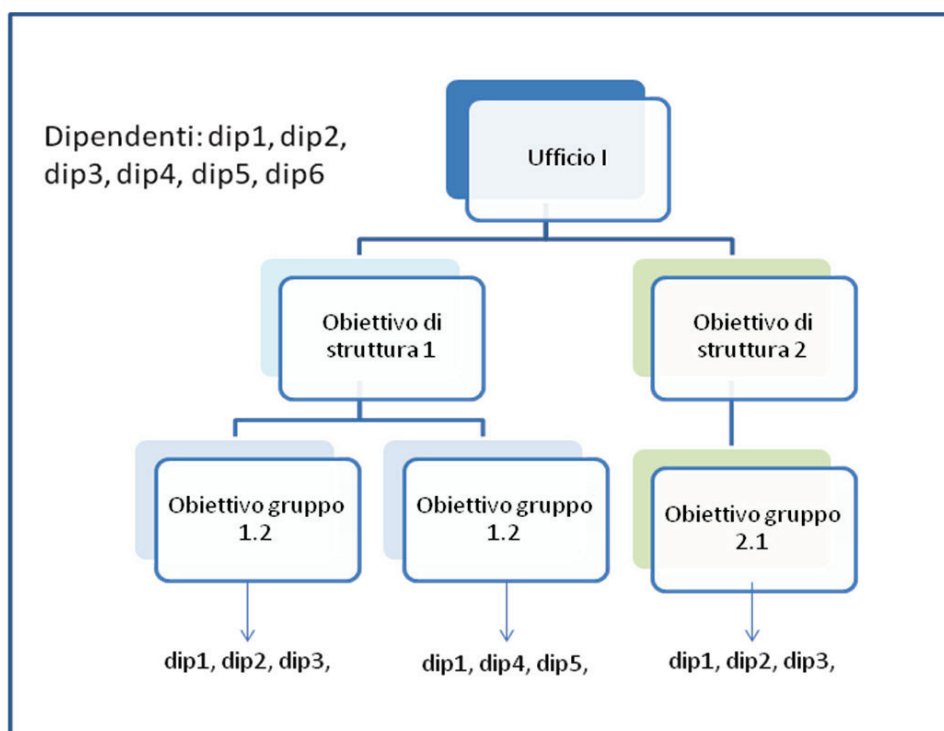 Dipendenti: dip1, dip2,
dip3, dip4, dip5, dip6
Ufficio I
Obiettivo di
struttura 1
Obiettivo di
struttura 2
Obiettivo gruppo
1.2
Obiettivo gruppo
1.2
Obiettivo gruppo
2.1
dip1, dip2, dip3,
dip1, dip4, dip5,
dip1, dip2, dip3,